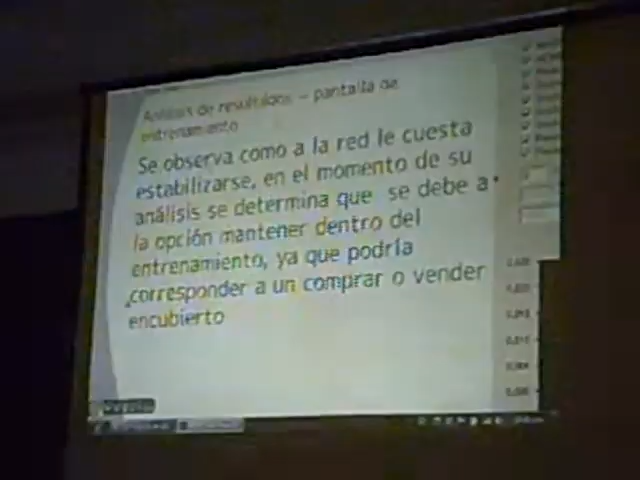 Análisis de resultados – pantalla de
entrenamiento
Se observa como a la red le cuesta
estabilizarse, en el momento de su
análisis se determina que se debe a
la opción mantener dentro del
entrenamiento, ya que podría
corresponder a un comprar o vender
encubierto